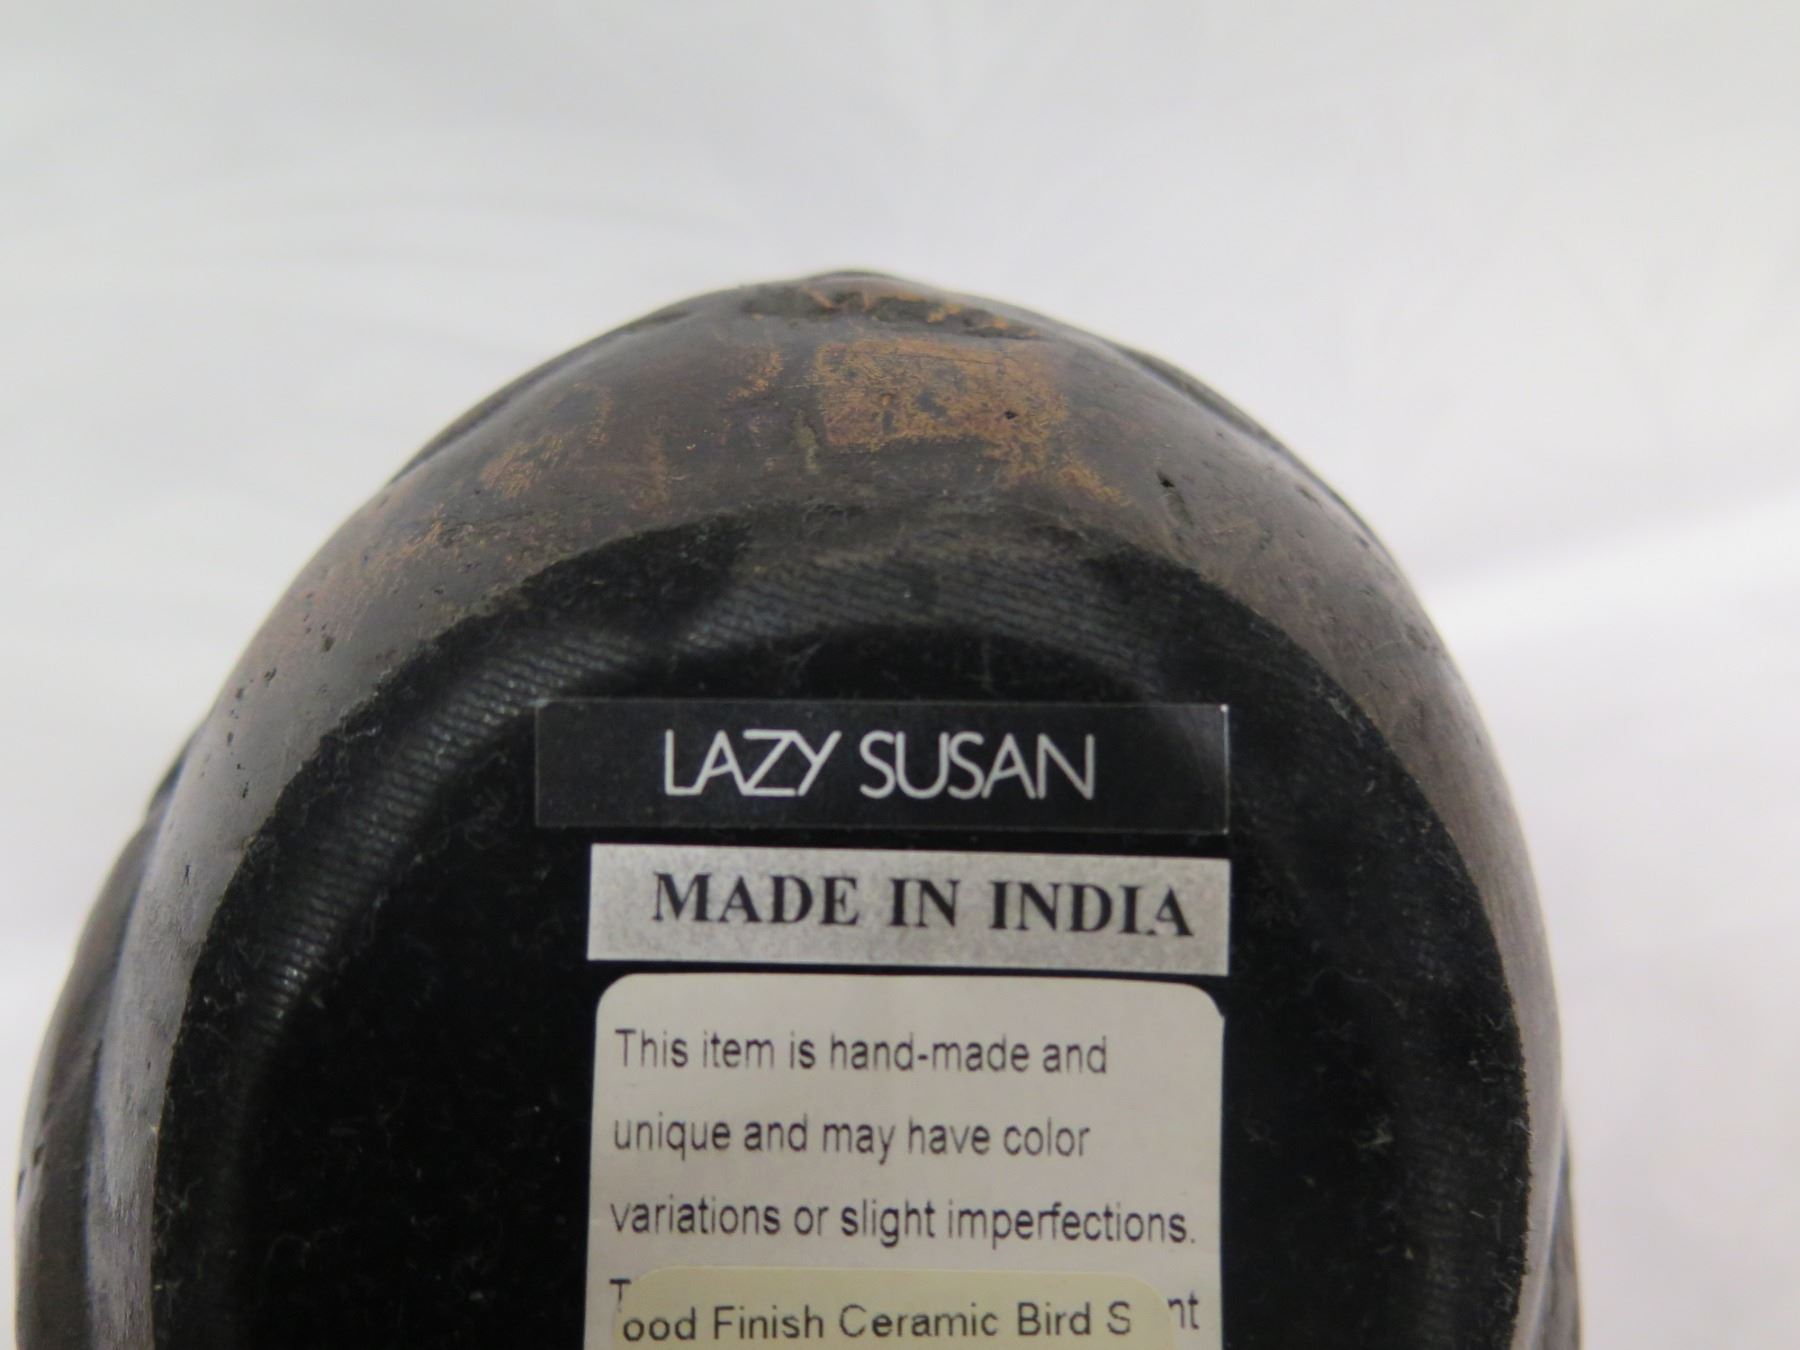 LAZY SUSAN
MADE IN INDIA
This item is hand-made and
unique and may have color
variations or slight imperfections.
ood Finish Ceramic Bird S